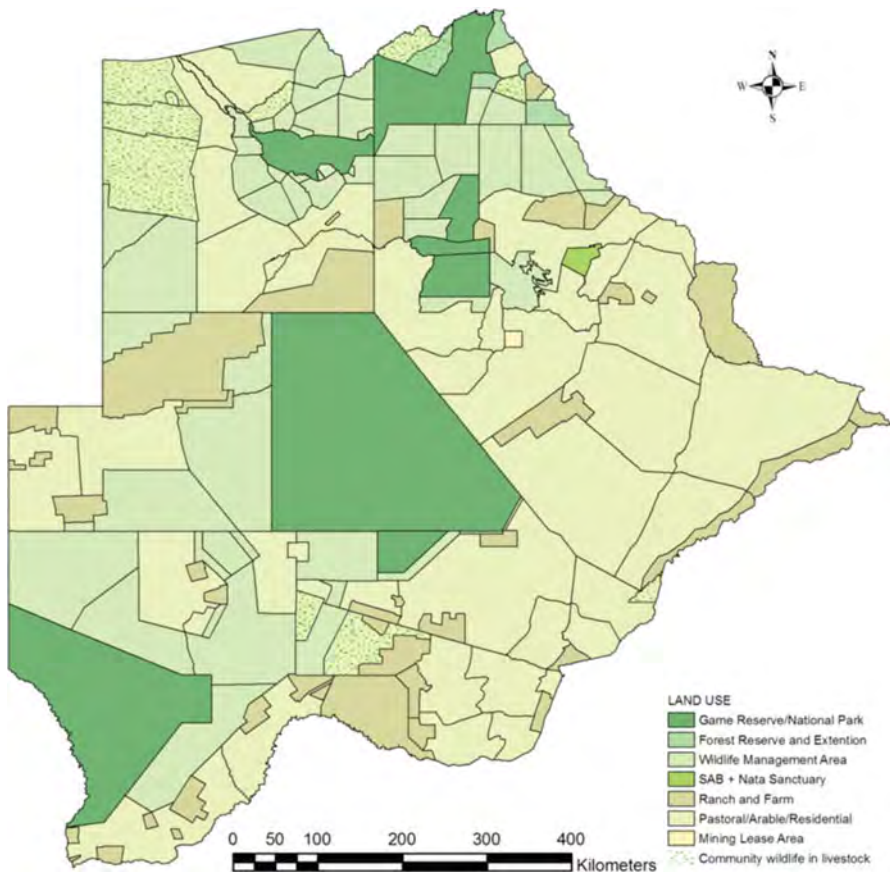 N
W E
S
LAND USE
Game Reserve/National Park
Forest Reserve and Extention
Wildlife Management Area
SAB + Nata Sanctuary
Ranch and Farm
Pastoral/Arable/Residential
Mining Lease Area
Community wildlife in livestock
0 50 100 200 300 400
Kilometers